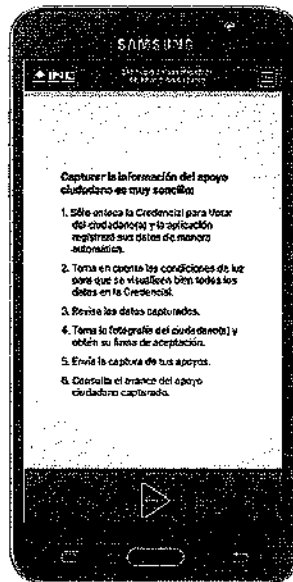 SAMSUNG
INE
Capturar la información del apoyo
ciudadano es muy sencillo:
1. Sólo enfoca la Credencial para Votar
del ciudadano(a) y la aplicación
registrará sus datos de manera
automática.
2. Toma en cuenta las condiciones de luz
para que se visualicen bien todos los
datos en la Credencial.
3. Revisa los datos capturados.
4. Toma la fotografía del ciudadano(a) y
obtén su firma de aceptación.
5. Envía la captura de tus apoyos.
6. Consulta el avance del apoyo
ciudadano capturado.